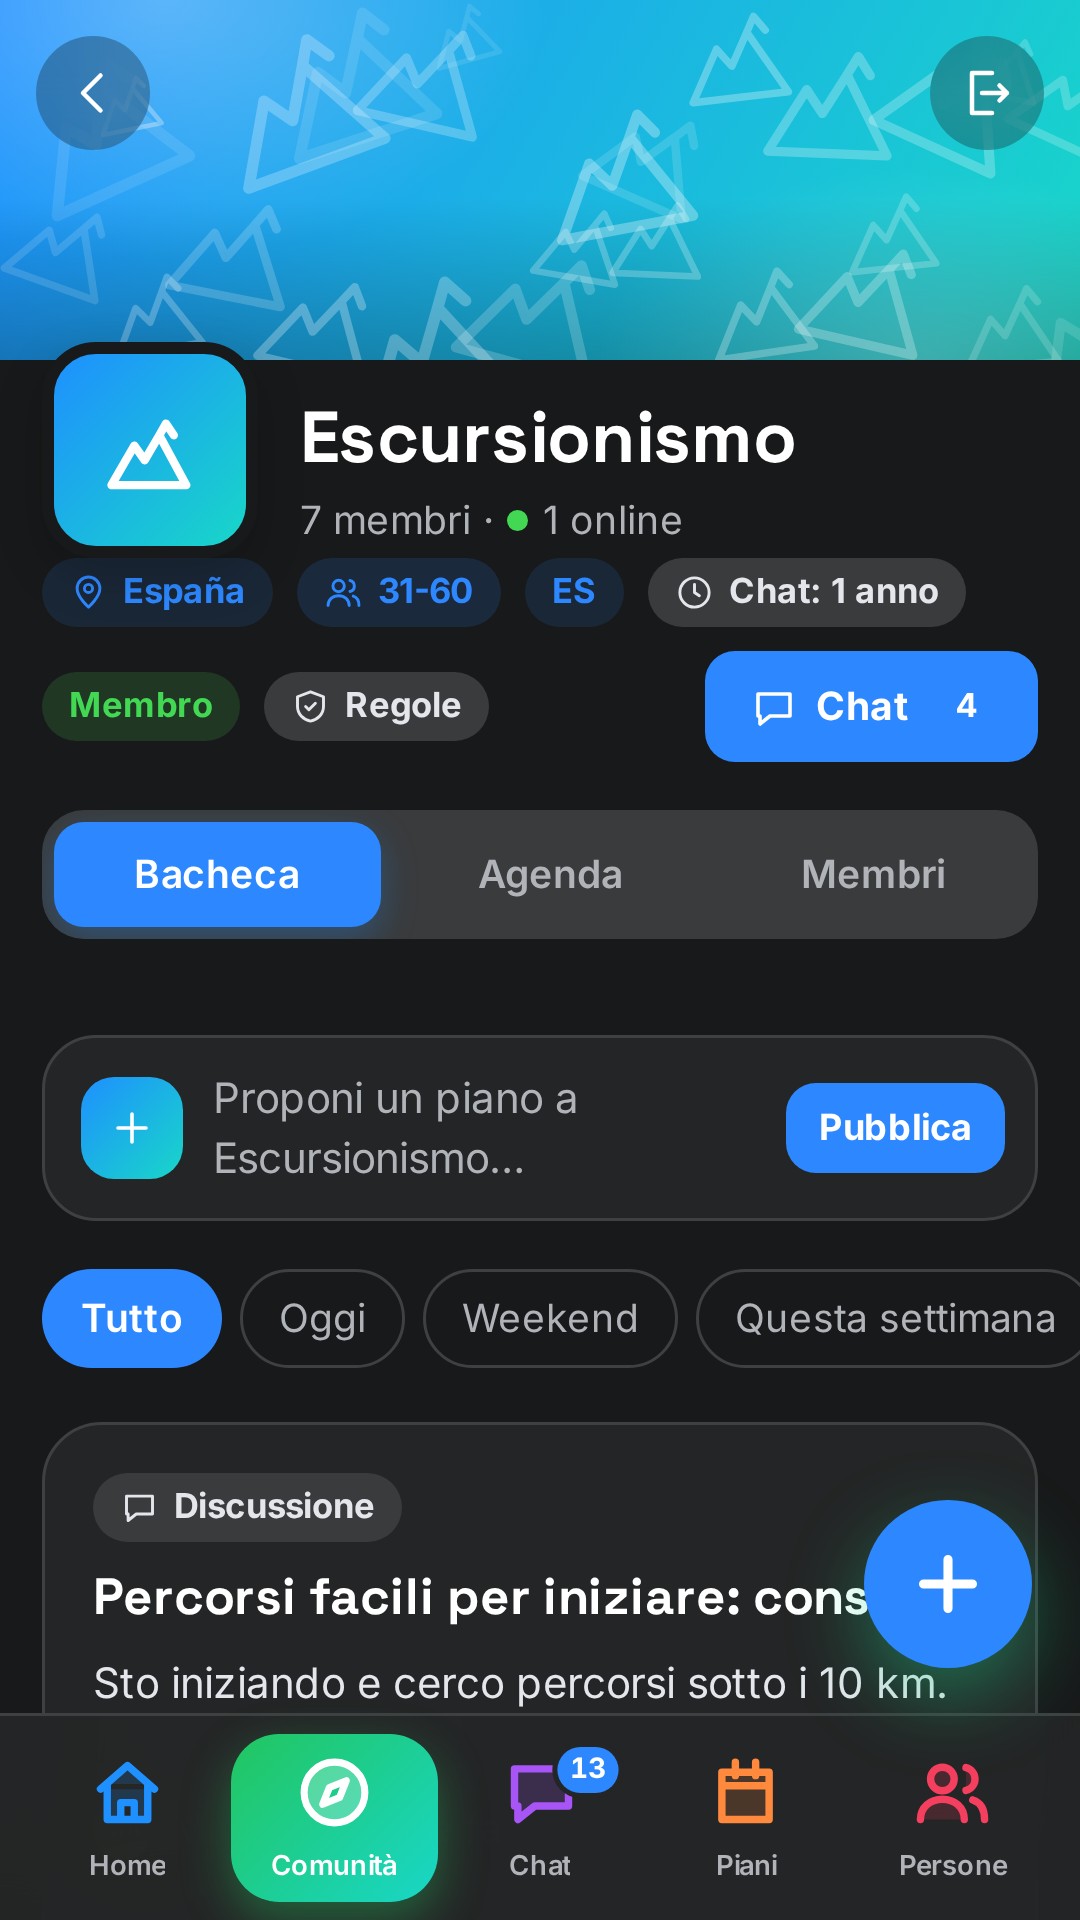 Escursionismo
7 membri · 1 online
España 31-60 ES Chat: 1 anno
Membro Regole Chat 4
Bacheca Agenda Membri
Proponi un piano a
Escursionismo...
Pubblica
Tutto Oggi Weekend Questa settimana
Discussione
Percorsi facili per iniziare: cons
Sto iniziando e cerco percorsi sotto i 10 km.
13
Home Comunità Chat Piani Persone